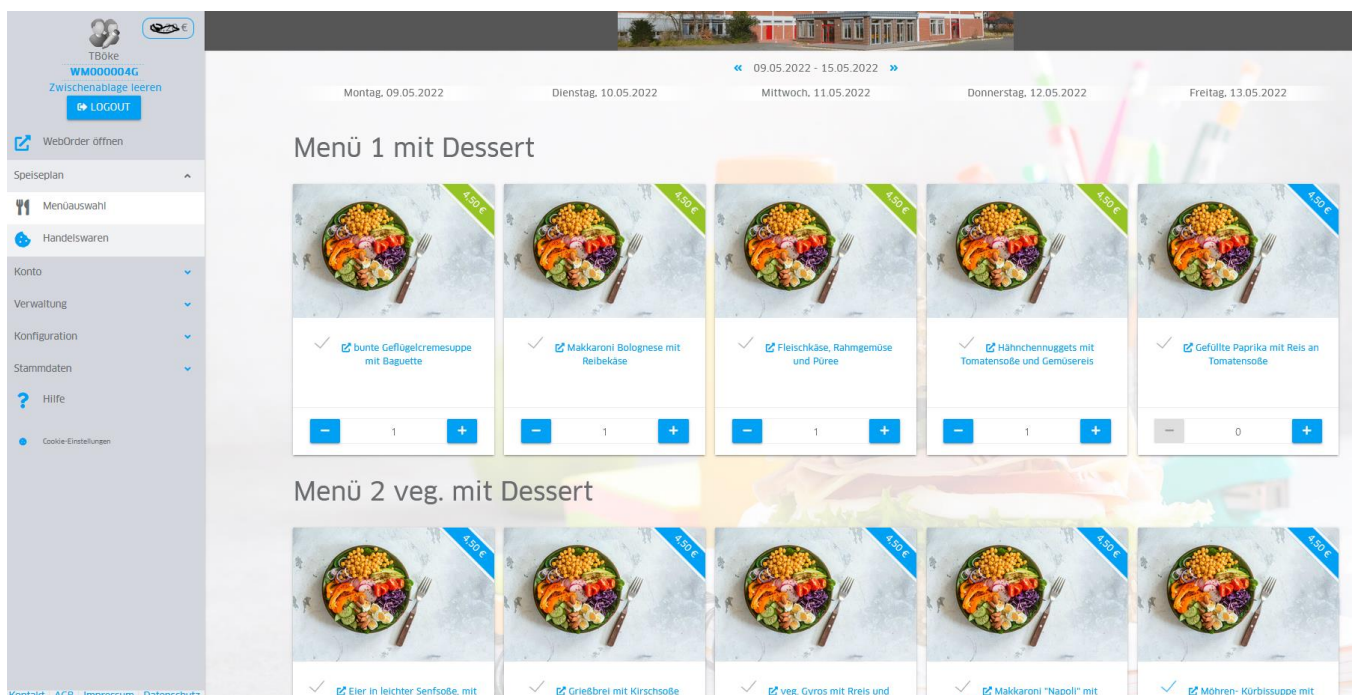 €
TBöke
WM000004G
Zwischenablage leeren
LOGOUT
WebOrder öffnen
Speiseplan
Menüauswahl
Handelswaren
Konto
Verwaltung
Konfiguration
Stammdaten
Hilfe
Cookie-Einstellungen
Kontakt AGB Impressum Datenschutz
« 09.05.2022 - 15.05.2022 »
Montag, 09.05.2022 Dienstag, 10.05.2022 Mittwoch, 11.05.2022 Donnerstag, 12.05.2022 Freitag, 13.05.2022
Menü 1 mit Dessert
4,50 € 4,50 € 4,50 € 4,50 € 4,50 €
bunte Geflügelcremesuppe
mit Baguette
Makkaroni Bolognese mit
Reibekäse
Fleischkäse, Rahmgemüse
und Püree
Hähnchennuggets mit
Tomatensoße und Gemüsereis
Gefüllte Paprika mit Reis an
Tomatensoße
− 1 + − 1 + − 1 + − 1 + − 0 +
Menü 2 veg. mit Dessert
4,50 € 4,50 € 4,50 € 4,50 € 4,50 €
Eier in leichter Senfsoße, mit
Grießbrei mit Kirschsoße
veg. Gyros mit Rreis und
Makkaroni "Napoli" mit
Möhren- Kürbissuppe mit